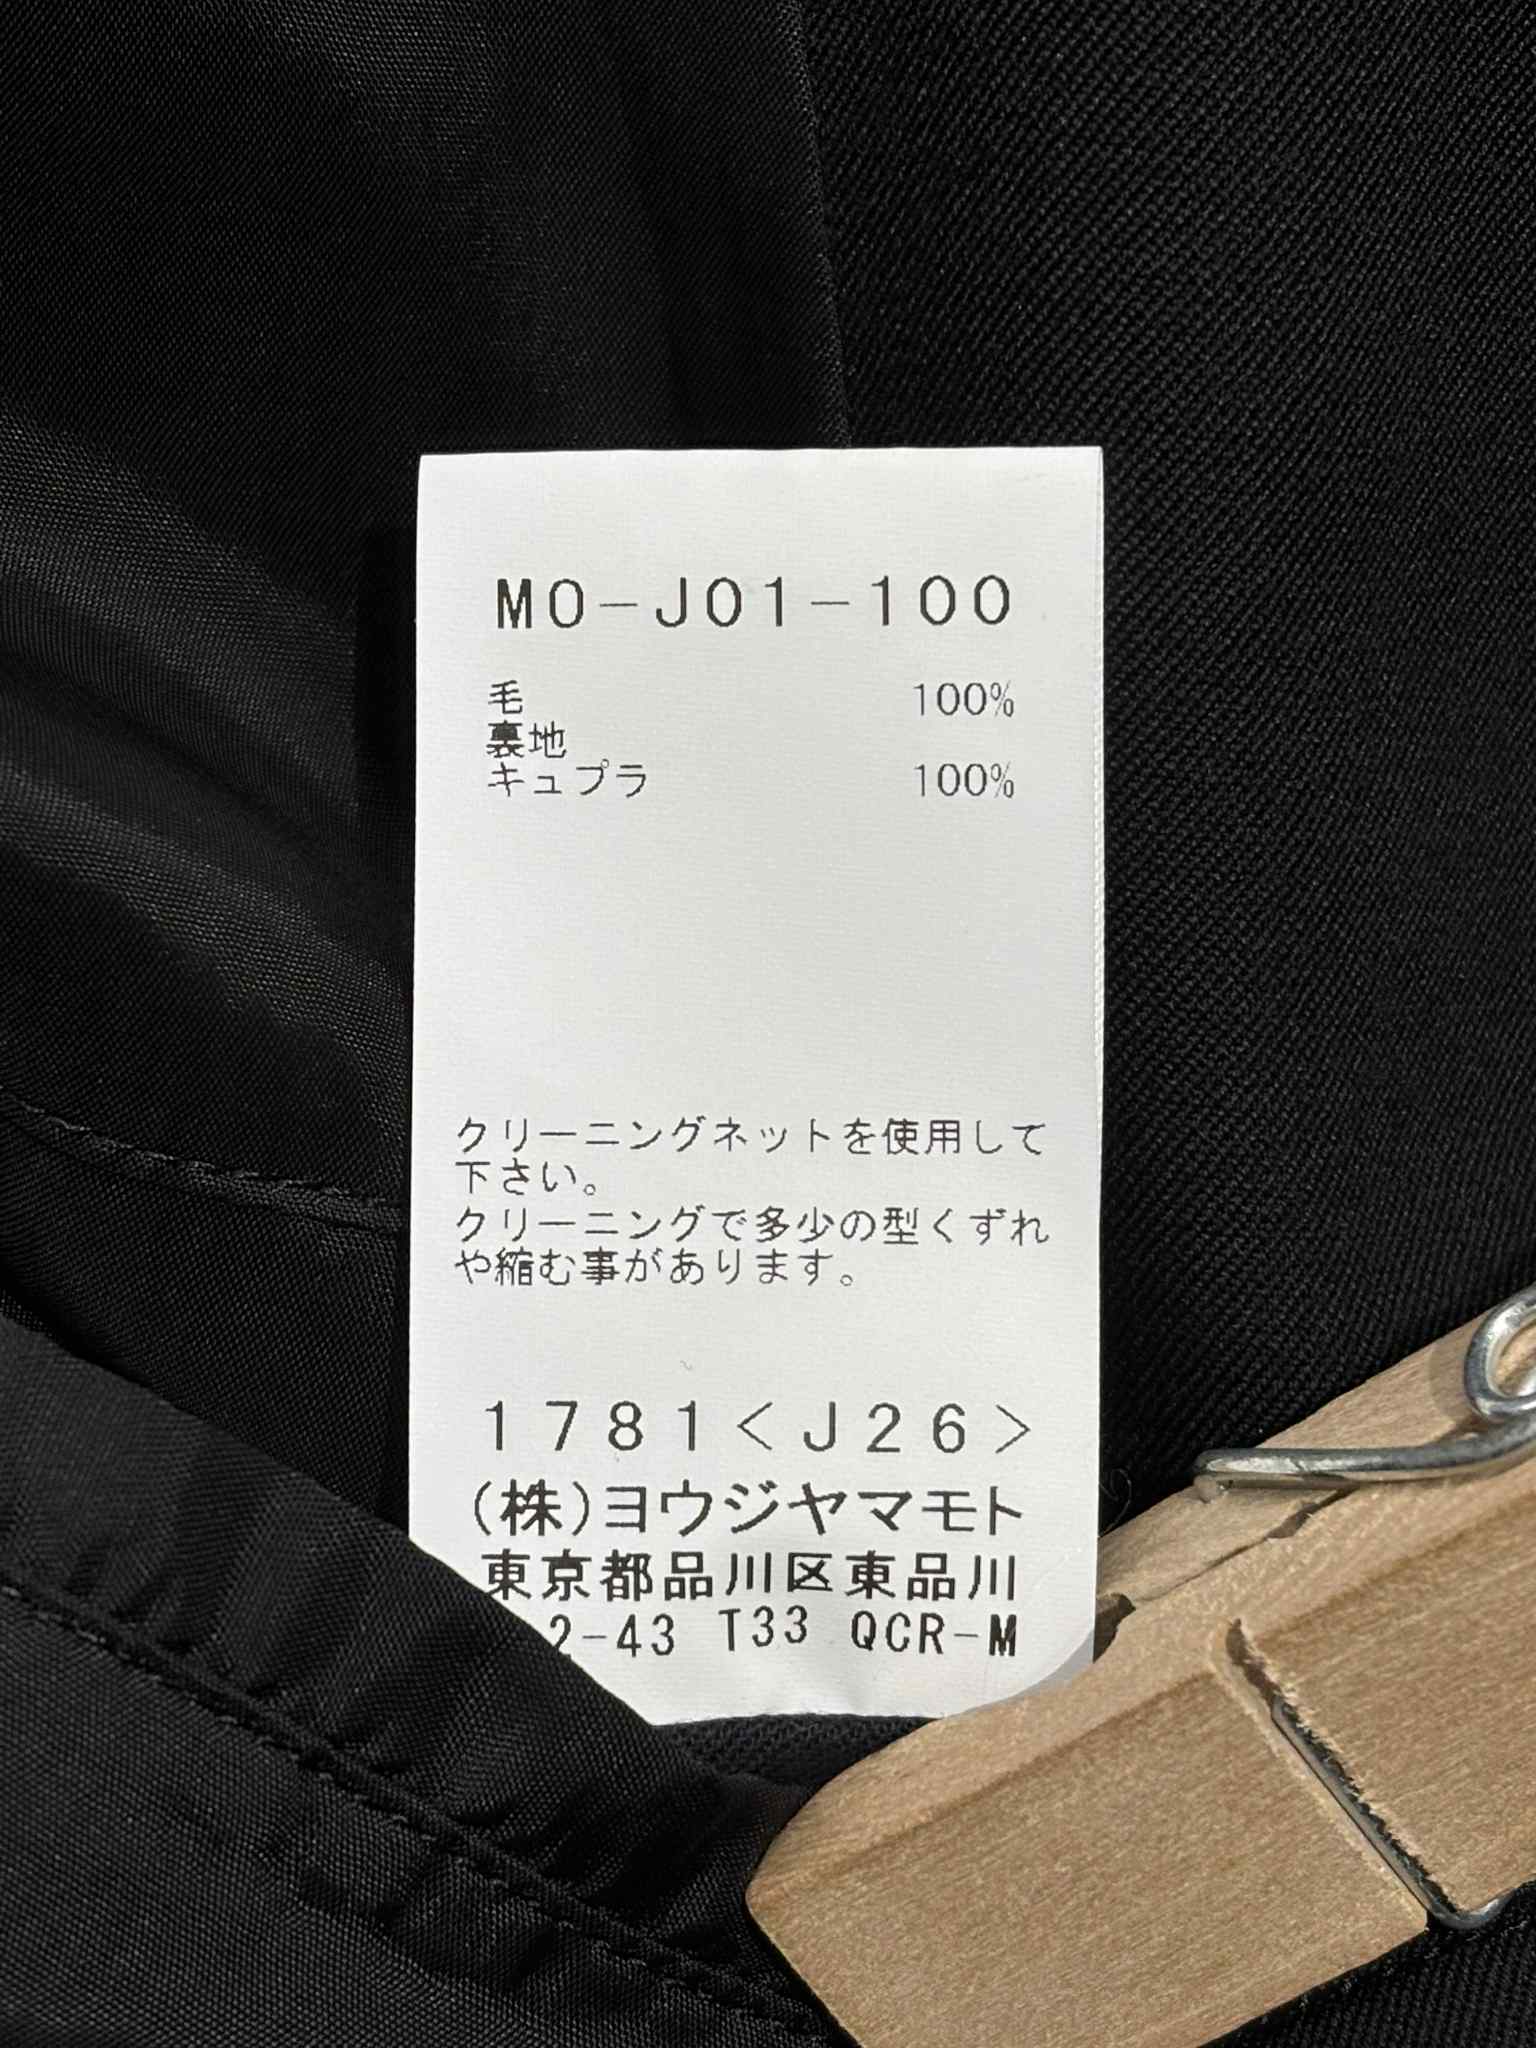 MO-J01-100
毛 100%
裏地
キュプラ 100%
クリーニングネットを使用して
下さい。
クリーニングで多少の型くずれ
や縮む事があります。
1781<J26>
(株)ヨウジヤマモト
東京都品川区東品川
2-43 T33 QCR-M